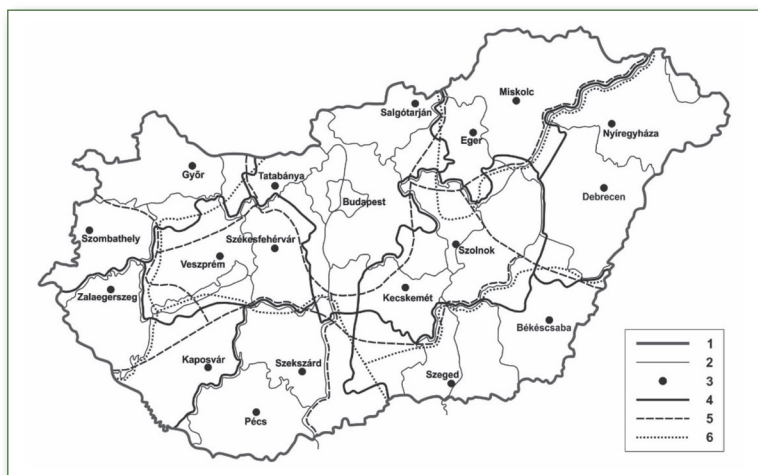 Miskolc
Salgótarján
Nyíregyháza
Eger
Győr
Tatabánya
Debrecen
Budapest
Szombathely
Székesfehérvár
Szolnok
Veszprém
Zalaegerszeg
Kecskemét
Békéscsaba
Kaposvár
Szekszárd
Szeged
Pécs
1
2
3
4
5
6